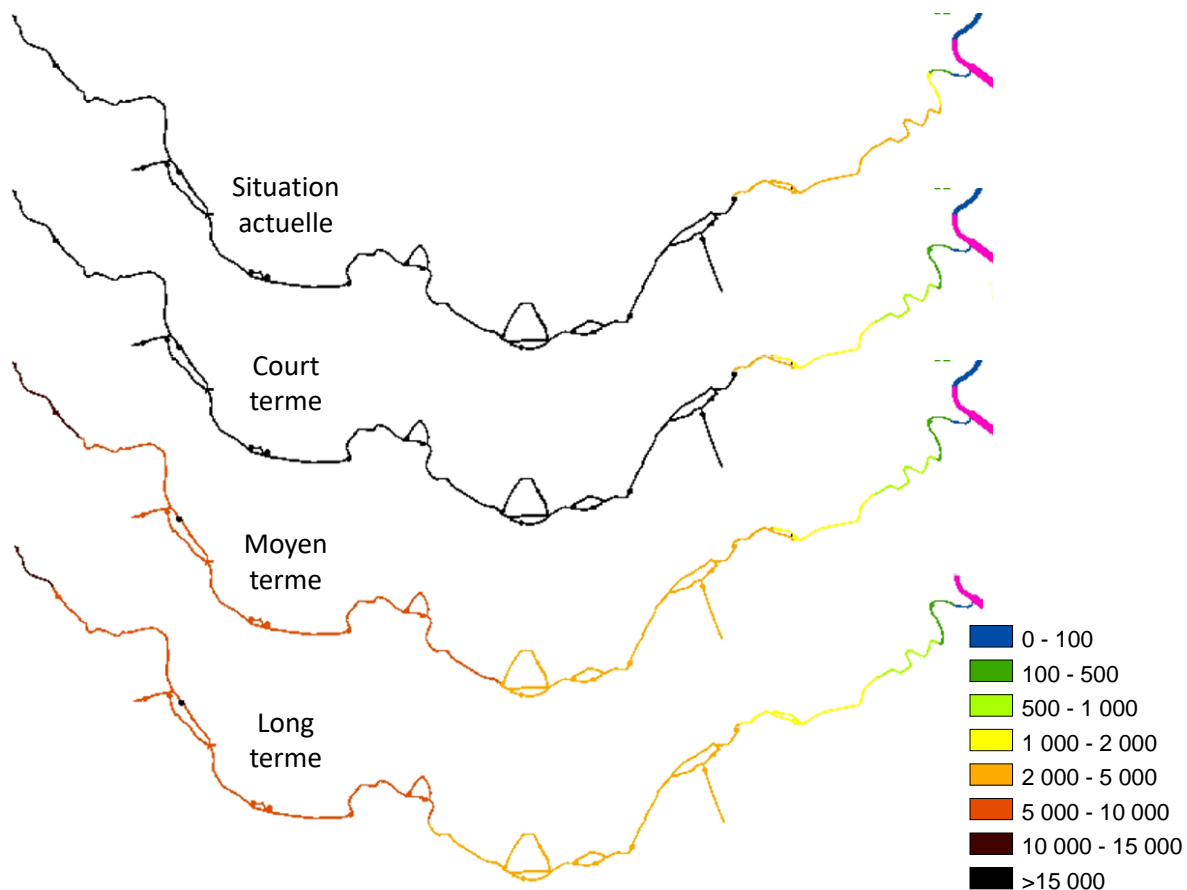 Situation
actuelle
Court
terme
Moyen
terme
Long
terme
0 - 100
100 - 500
500 - 1 000
1 000 - 2 000
2 000 - 5 000
5 000 - 10 000
10 000 - 15 000
>15 000